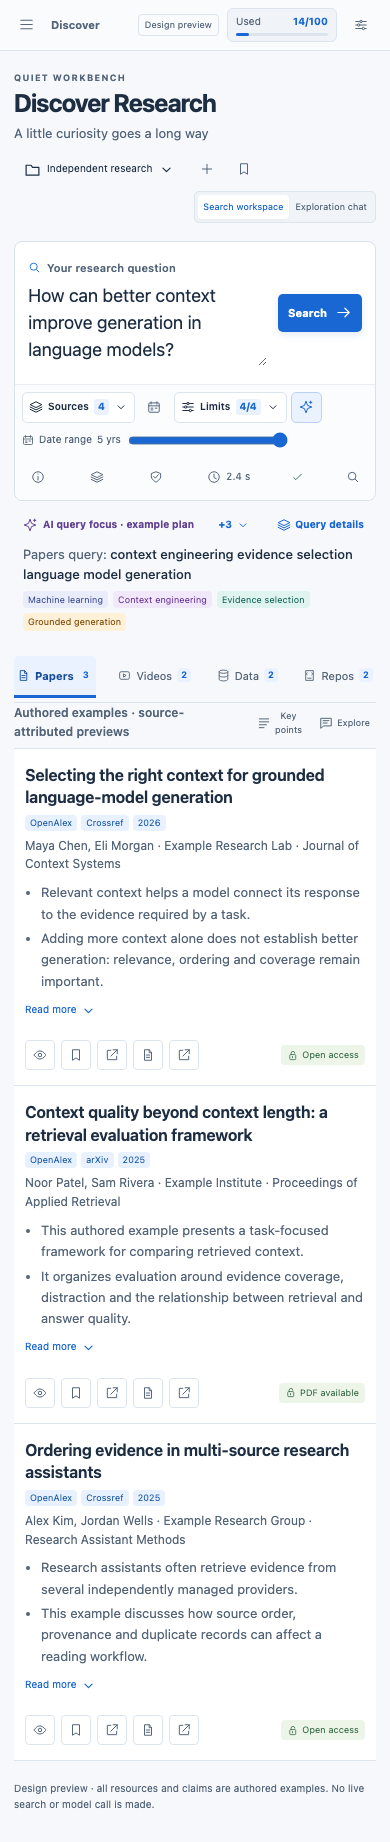 Discover
Design preview
Used 14/100
QUIET WORKBENCH
Discover Research
A little curiosity goes a long way
Independent research
Search workspace
Exploration chat
Your research question
How can better context
improve generation in
language models?
Search
Sources 4
Limits 4/4
Date range 5 yrs
2.4 s
AI query focus · example plan
+3
Query details
Papers query: context engineering evidence selection
language model generation
Machine learning
Context engineering
Evidence selection
Grounded generation
Papers 3
Videos 2
Data 2
Repos 2
Authored examples · source-
attributed previews
Key
points
Explore
Selecting the right context for grounded
language-model generation
OpenAlex
Crossref
2026
Maya Chen, Eli Morgan · Example Research Lab · Journal of
Context Systems
• Relevant context helps a model connect its response
to the evidence required by a task.
• Adding more context alone does not establish better
generation: relevance, ordering and coverage remain
important.
Read more
Open access
Context quality beyond context length: a
retrieval evaluation framework
OpenAlex
arXiv
2025
Noor Patel, Sam Rivera · Example Institute · Proceedings of
Applied Retrieval
• This authored example presents a task-focused
framework for comparing retrieved context.
• It organizes evaluation around evidence coverage,
distraction and the relationship between retrieval and
answer quality.
Read more
PDF available
Ordering evidence in multi-source research
assistants
OpenAlex
Crossref
2025
Alex Kim, Jordan Wells · Example Research Group ·
Research Assistant Methods
• Research assistants often retrieve evidence from
several independently managed providers.
• This example discusses how source order,
provenance and duplicate records can affect a
reading workflow.
Read more
Open access
Design preview · all resources and claims are authored examples. No live
search or model call is made.